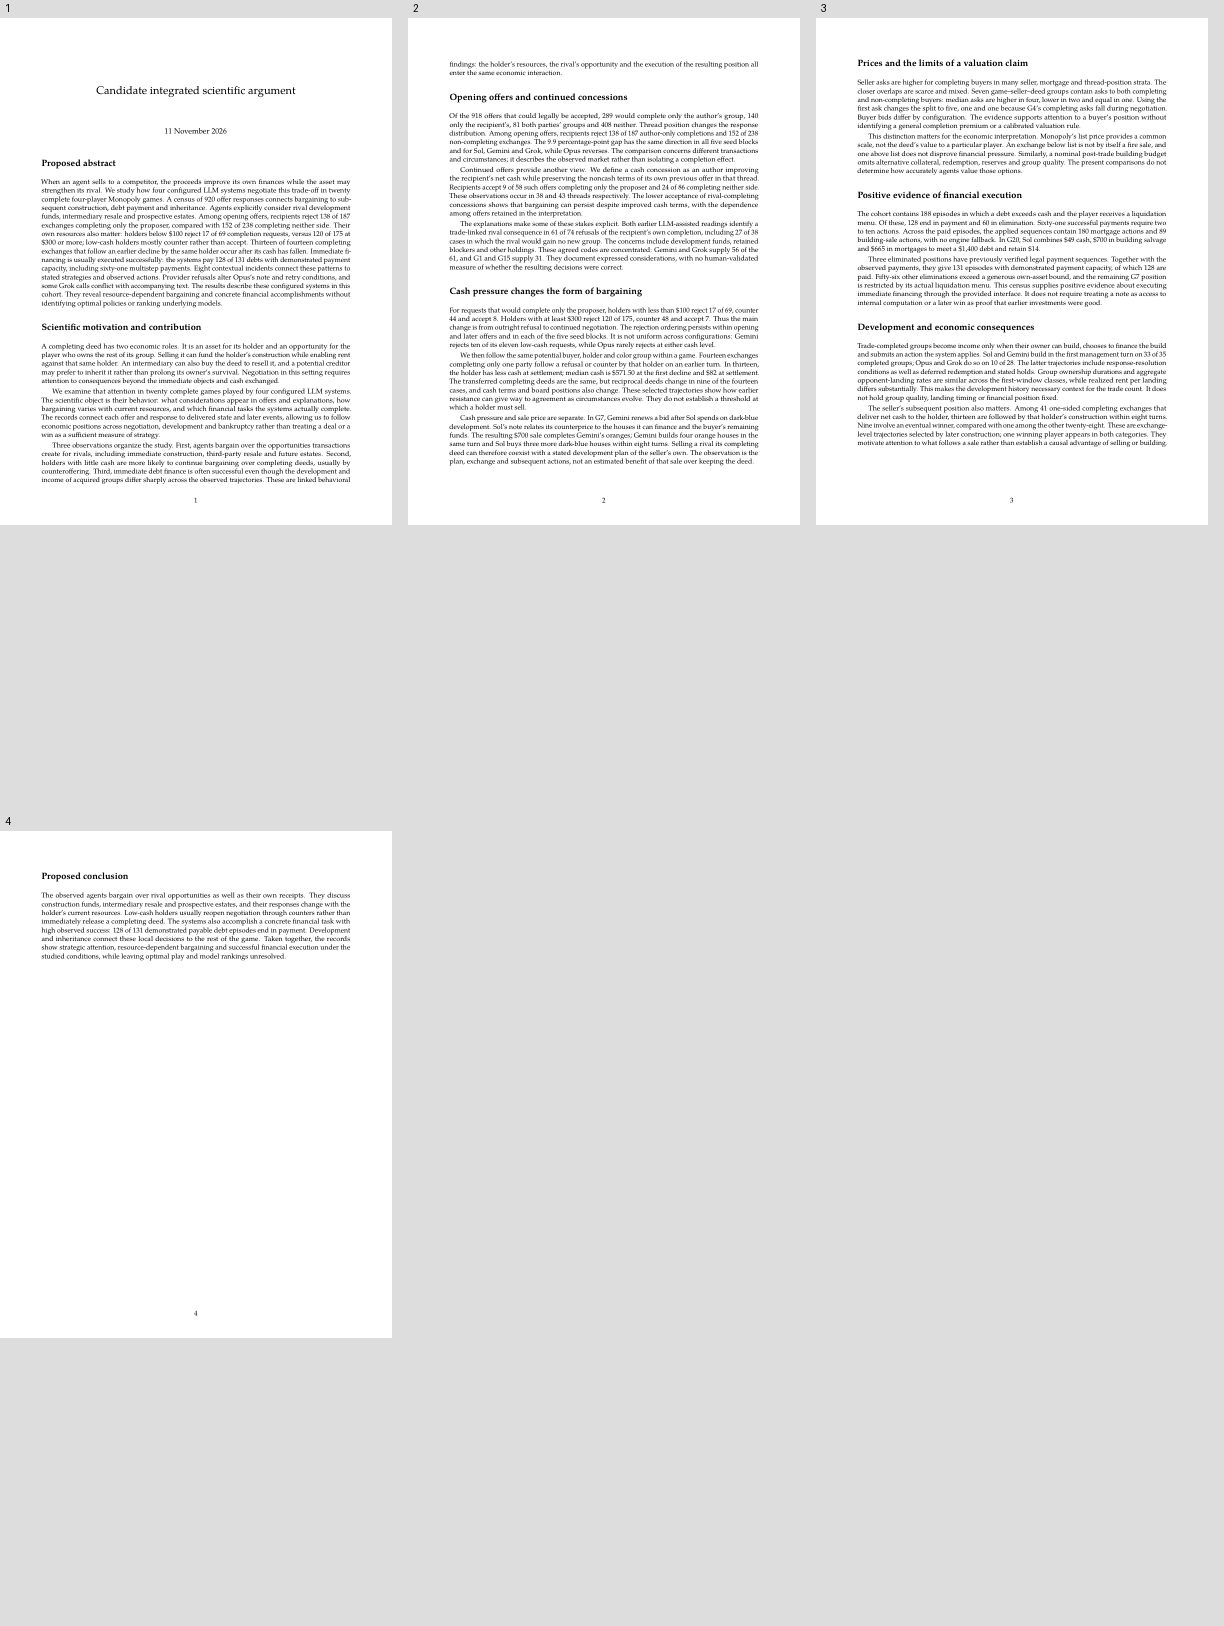 1
Candidate integrated scientific argument
11 November 2026
Proposed abstract
When an agent sells to a competitor, the proceeds improve its own finances while the asset may
strengthen its rival. We study how four configured LLM systems negotiate this trade-off in twenty
complete four-player Monopoly games. A census of 920 offer responses connects bargaining to sub-
sequent construction, debt payment and inheritance. Agents explicitly consider rival development
funds, intermediary resale and prospective estates. Among opening offers, recipients reject 138 of 187
exchanges completing only the proposer, compared with 152 of 238 completing neither side. Their
own resources also matter: holders below $100 reject 17 of 69 completion requests, versus 120 of 175 at
$300 or more; low-cash holders mostly counter rather than accept. Thirteen of fourteen completing
exchanges that follow an earlier decline by the same holder occur after its cash has fallen. Immediate fi-
nancing is usually executed successfully: the systems pay 128 of 131 debts with demonstrated payment
capacity, including sixty-one multistep payments. Eight contextual incidents connect these patterns to
stated strategies and observed actions. Provider refusals alter Opus's note and retry conditions, and
some Grok calls conflict with accompanying text. The results describe these configured systems in this
cohort. They reveal resource-dependent bargaining and concrete financial accomplishments without
identifying optimal policies or ranking underlying models.
Scientific motivation and contribution
A completing deed has two economic roles. It is an asset for its holder and an opportunity for the
player who owns the rest of its group. Selling it can fund the holder's construction while enabling rent
against that same holder. An intermediary can also buy the deed to resell it, and a potential creditor
may prefer to inherit it rather than prolong its owner's survival. Negotiation in this setting requires
attention to consequences beyond the immediate objects and cash exchanged.
We examine that attention in twenty complete games played by four configured LLM systems.
The scientific object is their behavior: what considerations appear in offers and explanations, how
bargaining varies with current resources, and which financial tasks the systems actually complete.
The records connect each offer and response to delivered state and later events, allowing us to follow
economic positions across negotiation, development and bankruptcy rather than treating a deal or a
win as a sufficient measure of strategy.
Three observations organize the study. First, agents bargain over the opportunities transactions
create for rivals, including immediate construction, third-party resale and future estates. Second,
holders with little cash are more likely to continue bargaining over completing deeds, usually by
counteroffering. Third, immediate debt finance is often successful even though the development and
income of acquired groups differ sharply across the observed trajectories. These are linked behavioral
1
2
findings: the holder's resources, the rival's opportunity and the execution of the resulting position all
enter the same economic interaction.
Opening offers and continued concessions
Of the 918 offers that could legally be accepted, 289 would complete only the author's group, 140
only the recipient's, 81 both parties' groups and 408 neither. Thread position changes the response
distribution. Among opening offers, recipients reject 138 of 187 author-only completions and 152 of 238
non-completing exchanges. The 9.9 percentage-point gap has the same direction in all five seed blocks
and for Sol, Gemini and Grok, while Opus reverses. The comparison concerns different transactions
and circumstances; it describes the observed market rather than isolating a completion effect.
Continued offers provide another view. We define a cash concession as an author improving
the recipient's net cash while preserving the noncash terms of its own previous offer in that thread.
Recipients accept 9 of 58 such offers completing only the proposer and 24 of 86 completing neither side.
These observations occur in 38 and 43 threads respectively. The lower acceptance of rival-completing
concessions shows that bargaining can persist despite improved cash terms, with the dependence
among offers retained in the interpretation.
The explanations make some of these stakes explicit. Both earlier LLM-assisted readings identify a
trade-linked rival consequence in 61 of 74 refusals of the recipient's own completion, including 27 of 38
cases in which the rival would gain no new group. The concerns include development funds, retained
blockers and other holdings. These agreed codes are concentrated: Gemini and Grok supply 56 of the
61, and G1 and G15 supply 31. They document expressed considerations, with no human-validated
measure of whether the resulting decisions were correct.
Cash pressure changes the form of bargaining
For requests that would complete only the proposer, holders with less than $100 reject 17 of 69, counter
44 and accept 8. Holders with at least $300 reject 120 of 175, counter 48 and accept 7. Thus the main
change is from outright refusal to continued negotiation. The rejection ordering persists within opening
and later offers and in each of the five seed blocks. It is not uniform across configurations: Gemini
rejects ten of its eleven low-cash requests, while Opus rarely rejects at either cash level.
We then follow the same potential buyer, holder and color group within a game. Fourteen exchanges
completing only one party follow a refusal or counter by that holder on an earlier turn. In thirteen,
the holder has less cash at settlement; median cash is $571.50 at the first decline and $82 at settlement.
The transferred completing deeds are the same, but reciprocal deeds change in nine of the fourteen
cases, and cash terms and board positions also change. These selected trajectories show how earlier
resistance can give way to agreement as circumstances evolve. They do not establish a threshold at
which a holder must sell.
Cash pressure and sale price are separate. In G7, Gemini renews a bid after Sol spends on dark-blue
development. Sol's note relates its counterprice to the houses it can finance and the buyer's remaining
funds. The resulting $700 sale completes Gemini's oranges; Gemini builds four orange houses in the
same turn and Sol buys three more dark-blue houses within eight turns. Selling a rival its completing
deed can therefore coexist with a stated development plan of the seller's own. The observation is the
plan, exchange and subsequent actions, not an estimated benefit of that sale over keeping the deed.
2
3
Prices and the limits of a valuation claim
Seller asks are higher for completing buyers in many seller, mortgage and thread-position strata. The
closer overlaps are scarce and mixed. Seven game–seller–deed groups contain asks to both completing
and non-completing buyers: median asks are higher in four, lower in two and equal in one. Using the
first ask changes the split to five, one and one because G4's completing asks fall during negotiation.
Buyer bids differ by configuration. The evidence supports attention to a buyer's position without
identifying a general completion premium or a calibrated valuation rule.
This distinction matters for the economic interpretation. Monopoly's list price provides a common
scale, not the deed's value to a particular player. An exchange below list is not by itself a fire sale, and
one above list does not disprove financial pressure. Similarly, a nominal post-trade building budget
omits alternative collateral, redemption, reserves and group quality. The present comparisons do not
determine how accurately agents value those options.
Positive evidence of financial execution
The cohort contains 188 episodes in which a debt exceeds cash and the player receives a liquidation
menu. Of these, 128 end in payment and 60 in elimination. Sixty-one successful payments require two
to ten actions. Across the paid episodes, the applied sequences contain 180 mortgage actions and 89
building-sale actions, with no engine fallback. In G20, Sol combines $49 cash, $700 in building salvage
and $665 in mortgages to meet a $1,400 debt and retain $14.
Three eliminated positions have previously verified legal payment sequences. Together with the
observed payments, they give 131 episodes with demonstrated payment capacity, of which 128 are
paid. Fifty-six other eliminations exceed a generous own-asset bound, and the remaining G7 position
is restricted by its actual liquidation menu. This census supplies positive evidence about executing
immediate financing through the provided interface. It does not require treating a note as access to
internal computation or a later win as proof that earlier investments were good.
Development and economic consequences
Trade-completed groups become income only when their owner can build, chooses to finance the build
and submits an action the system applies. Sol and Gemini build in the first management turn on 33 of 35
completed groups; Opus and Grok do so on 10 of 28. The latter trajectories include response-resolution
conditions as well as deferred redemption and stated holds. Group ownership durations and aggregate
opponent-landing rates are similar across the first-window classes, while realized rent per landing
differs substantially. This makes the development history necessary context for the trade count. It does
not hold group quality, landing timing or financial position fixed.
The seller's subsequent position also matters. Among 41 one-sided completing exchanges that
deliver net cash to the holder, thirteen are followed by that holder's construction within eight turns.
Nine involve an eventual winner, compared with one among the other twenty-eight. These are exchange-
level trajectories selected by later construction; one winning player appears in both categories. They
motivate attention to what follows a sale rather than establish a causal advantage of selling or building.
3
4
Proposed conclusion
The observed agents bargain over rival opportunities as well as their own receipts. They discuss
construction funds, intermediary resale and prospective estates, and their responses change with the
holder's current resources. Low-cash holders usually reopen negotiation through counters rather than
immediately release a completing deed. The systems also accomplish a concrete financial task with
high observed success: 128 of 131 demonstrated payable debt episodes end in payment. Development
and inheritance connect these local decisions to the rest of the game. Taken together, the records
show strategic attention, resource-dependent bargaining and successful financial execution under the
studied conditions, while leaving optimal play and model rankings unresolved.
4